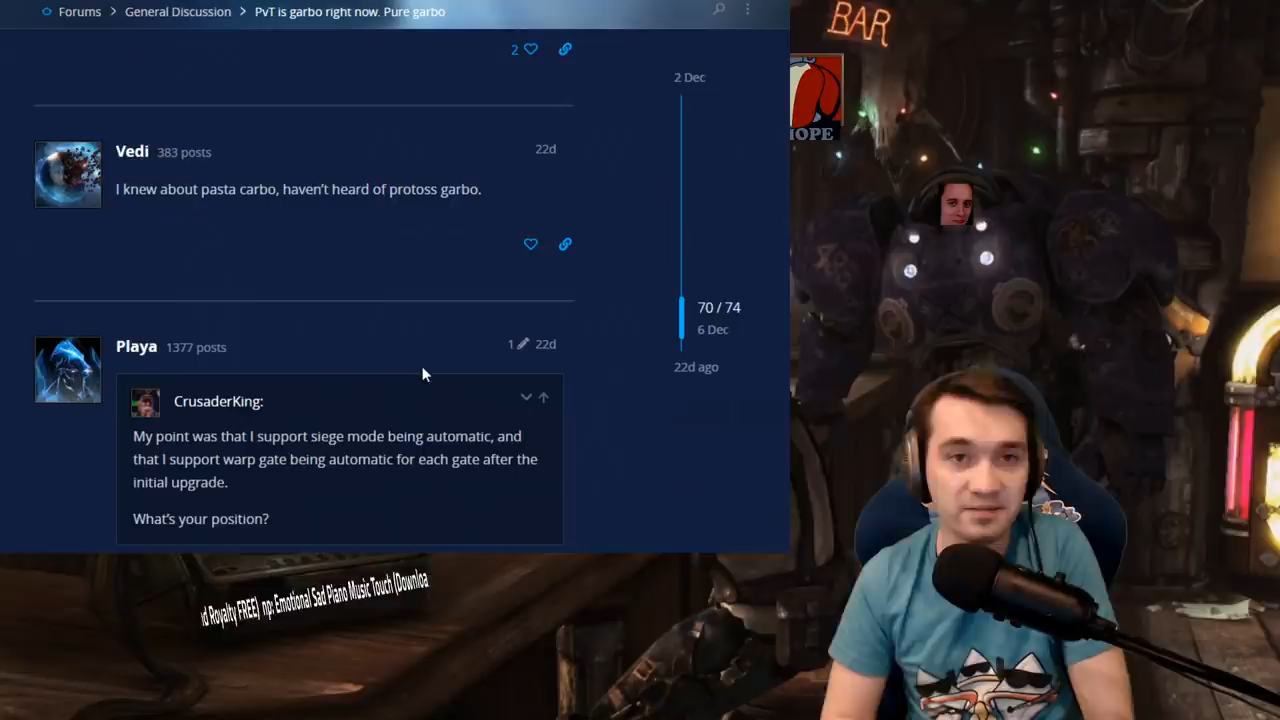 Forums > General Discussion > PvT is garbo right now. Pure garbo
BAR
2
2 Dec
HOPE
Vedi 383 posts 22d
I knew about pasta carbo, haven't heard of protoss garbo.
70 / 74
6 Dec
22d ago
Playa 1377 posts 1 22d
CrusaderKing:
My point was that I support siege mode being automatic, and
that I support warp gate being automatic for each gate after the
initial upgrade.
What's your position?
Royalty FREE) np: Emotional Sad Piano Music Touch (Downloa